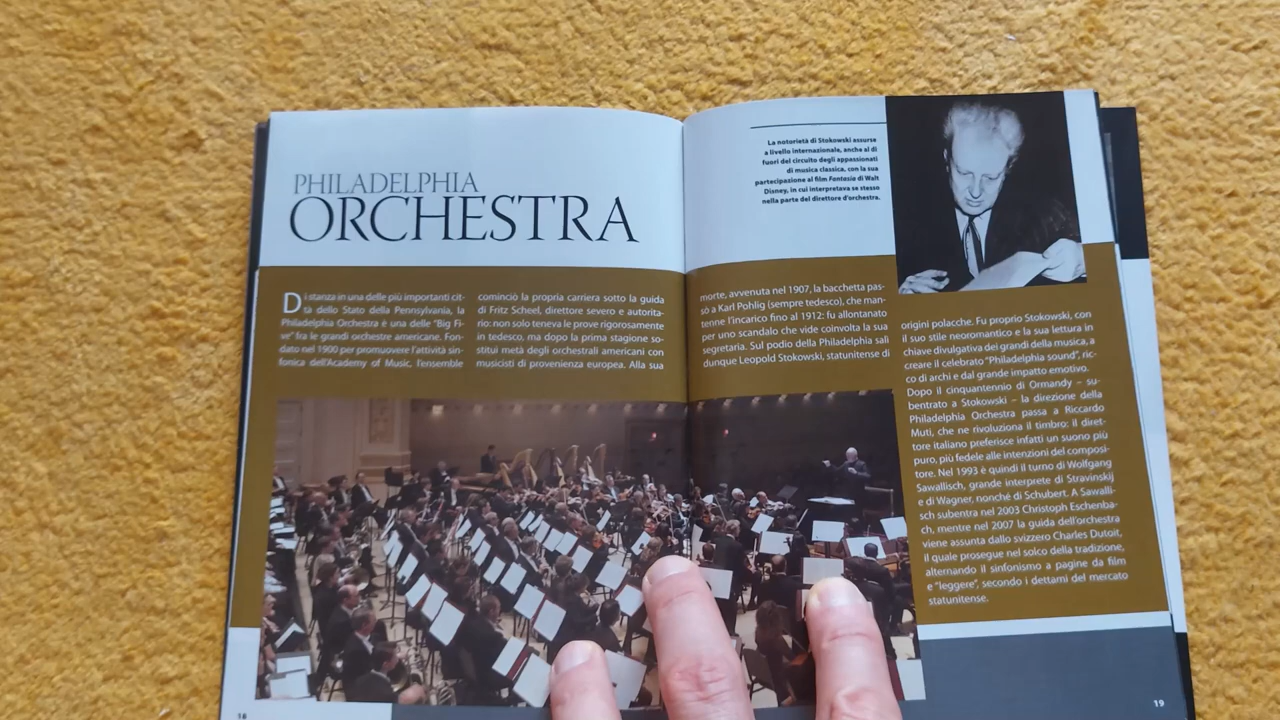 PHILADELPHIA
ORCHESTRA
Di stanza in una delle più importanti cit-
tà dello Stato della Pennsylvania, la
Philadelphia Orchestra è una delle "Big Fi-
ve" fra le grandi orchestre americane. Fon-
dato nel 1900 per promuovere l'attività sin-
fonica dell'Academy of Music, l'ensemble
cominciò la propria carriera sotto la guida
di Fritz Scheel, direttore severo e autorita-
rio: non solo teneva le prove rigorosamente
in tedesco, ma dopo la prima stagione so-
stituì metà degli orchestrali americani con
musicisti di provenienza europea. Alla sua
18
La notorietà di Stokowski assurse
a livello internazionale, anche al di
fuori del circuito degli appassionati
di musica classica, con la sua
partecipazione al film Fantasia di Walt
Disney, in cui interpretava se stesso
nella parte del direttore d'orchestra.
morte, avvenuta nel 1907, la bacchetta pas-
sò a Karl Pohlig (sempre tedesco), che man-
tenne l'incarico fino al 1912: fu allontanato
per uno scandalo che vide coinvolta la sua
segretaria. Sul podio della Philadelphia salì
dunque Leopold Stokowski, statunitense di
origini polacche. Fu proprio Stokowski, con
il suo stile neoromantico e la sua lettura in
chiave divulgativa dei grandi della musica, a
creare il celebrato "Philadelphia sound", ric-
co di archi e dal grande impatto emotivo.
Dopo il cinquantennio di Ormandy – su-
bentrato a Stokowski – la direzione della
Philadelphia Orchestra passa a Riccardo
Muti, che ne rivoluziona il timbro: il diret-
tore italiano preferisce infatti un suono più
puro, più fedele alle intenzioni del composi-
tore. Nel 1993 è quindi il turno di Wolfgang
Sawallisch, grande interprete di Stravinskij
e di Wagner, nonché di Schubert. A Sawalli-
sch subentra nel 2003 Christoph Eschenba-
ch, mentre nel 2007 la guida dell'orchestra
viene assunta dallo svizzero Charles Dutoit,
il quale prosegue nel solco della tradizione,
alternando il sinfonismo a pagine da film
e "leggere", secondo i dettami del mercato
statunitense.
19